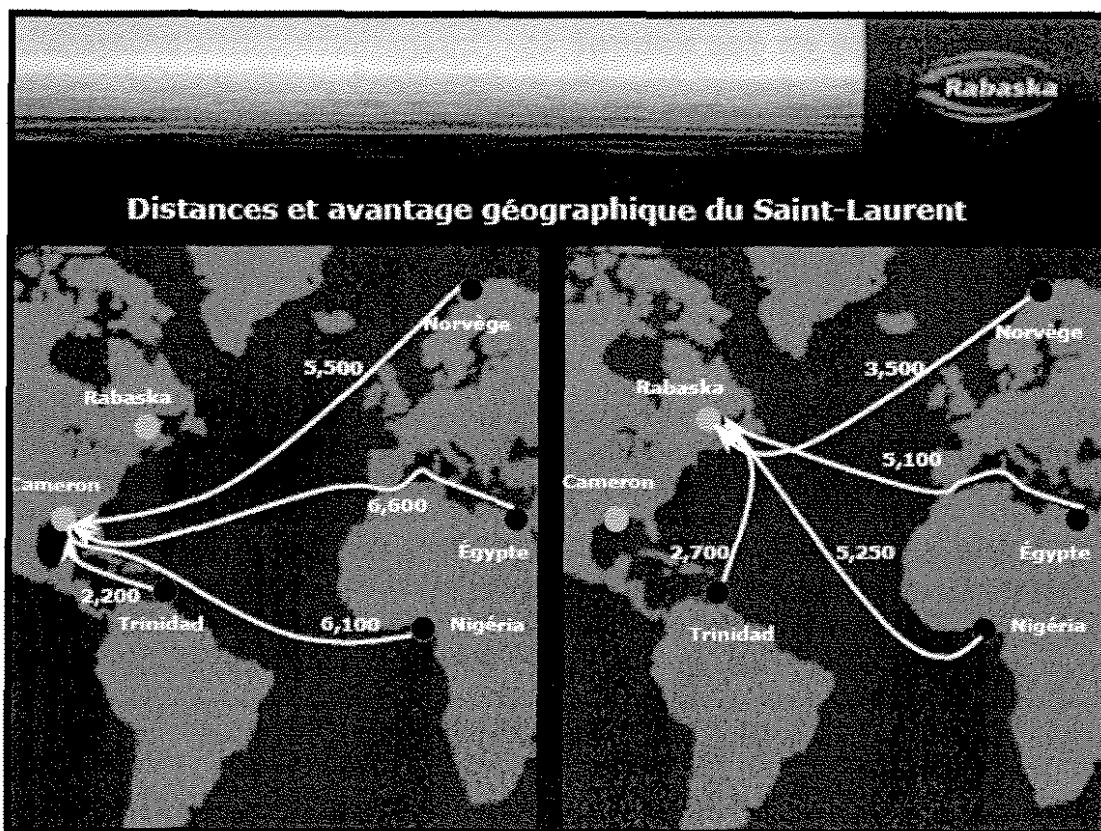 Rabaska
Distances et avantage géographique du Saint-Laurent
Norvège
5,500
Rabaska
Cameron
6,600
Égypte
2,200
Trinidad
6,100
Nigéria
Norvège
3,500
Rabaska
5,100
Cameron
2,700
5,250
Égypte
Trinidad
Nigéria